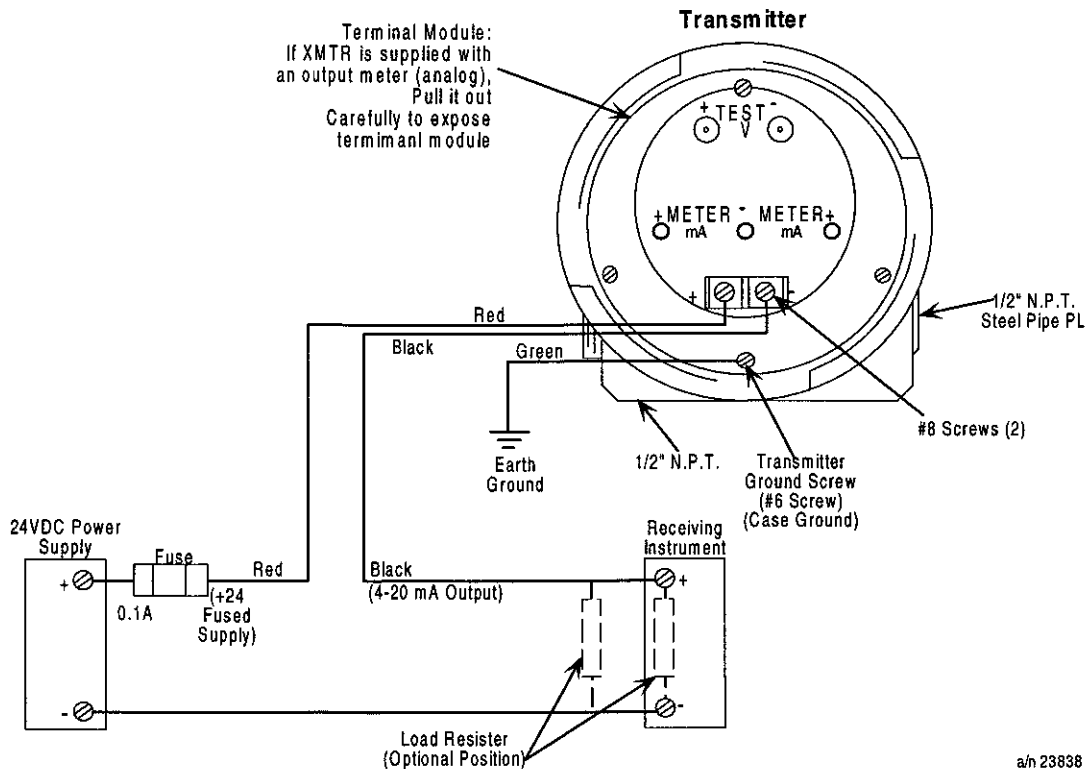 Transmitter
Terminal Module:
If XMTR is supplied with
an output meter (analog),
Pull it out
Carefully to expose
termimanl module
+ TEST -
V
+ METER - METER +
mA mA
+ -
1/2" N.P.T.
Steel Pipe PL
Red
Black
Green
#8 Screws (2)
Earth
Ground
1/2" N.P.T.
Transmitter
Ground Screw
(#6 Screw)
(Case Ground)
24VDC Power
Supply
Fuse
Red
+
0.1A
(+24
Fused
Supply)
Black
(4-20 mA Output)
Receiving
Instrument
+
-
-
Load Resister
(Optional Position)
a/n 23838